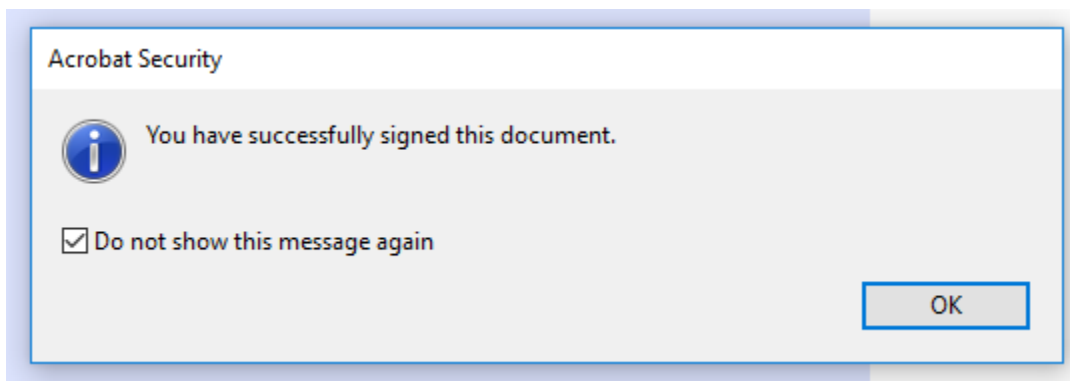 Acrobat Security
You have successfully signed this document.
Do not show this message again
OK